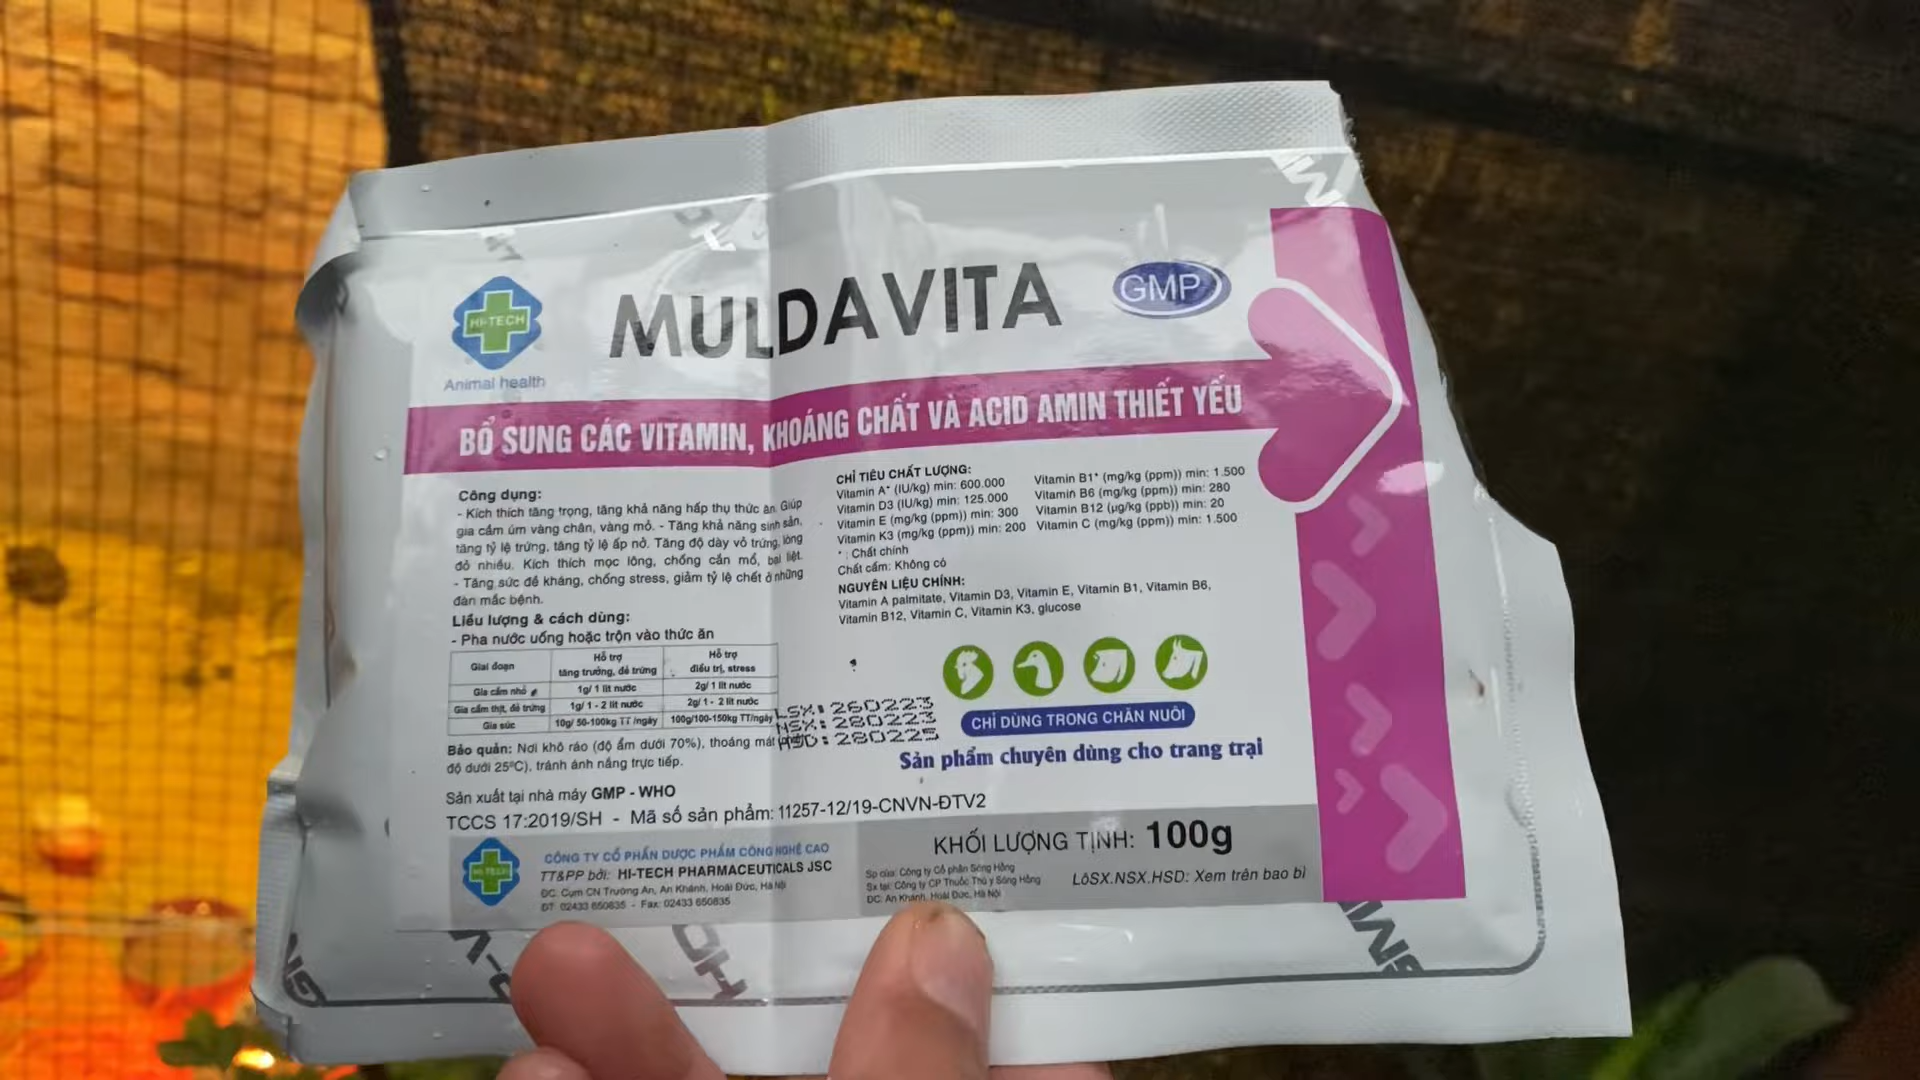 MULDAVITA
GMP
HI-TECH
Animal health
BỔ SUNG CÁC VITAMIN, KHOÁNG CHẤT VÀ ACID AMIN THIẾT YẾU
Công dụng:
- Kích thích tăng trọng, tăng khả năng hấp thụ thức ăn. Giúp
gia cầm úm vàng chân, vàng mỏ. - Tăng khả năng sinh sản,
tăng tỷ lệ trứng, tăng tỷ lệ ấp nở. Tăng độ dày vỏ trứng, lòng
đỏ nhiều. Kích thích mọc lông, chống cắn mổ, bại liệt.
- Tăng sức đề kháng, chống stress, giảm tỷ lệ chết ở những
đàn mắc bệnh.
Liều lượng & cách dùng:
- Pha nước uống hoặc trộn vào thức ăn
Giai đoạn
Hỗ trợ
tăng trưởng, đẻ trứng
Hỗ trợ
điều trị, stress
Gia cầm nhỏ
1g/ 1 lít nước
2g/ 1 lít nước
Gia cầm thịt, đẻ trứng
1g/ 1 - 2 lít nước
2g/ 1 - 2 lít nước
Gia súc
10g/ 50-100kg TT /ngày
100g/100-150kg TT/ngày
Bảo quản: Nơi khô ráo (độ ẩm dưới 70%), thoáng mát
độ dưới 25ºC), tránh ánh nắng trực tiếp.
Sản xuất tại nhà máy GMP - WHO
TCCS 17:2019/SH - Mã số sản phẩm: 11257-12/19-CNVN-ĐTV2
CHỈ TIÊU CHẤT LƯỢNG:
Vitamin A* (IU/kg) min: 600.000
Vitamin D3 (IU/kg) min: 125.000
Vitamin E (mg/kg (ppm)) min: 300
Vitamin K3 (mg/kg (ppm)) min: 200
Vitamin B1* (mg/kg (ppm)) min: 1.500
Vitamin B6 (mg/kg (ppm)) min: 280
Vitamin B12 (µg/kg (ppb)) min: 20
Vitamin C (mg/kg (ppm)) min: 1.500
* : Chất chính
Chất cấm: Không có
NGUYÊN LIỆU CHÍNH:
Vitamin A palmitate, Vitamin D3, Vitamin E, Vitamin B1, Vitamin B6,
Vitamin B12, Vitamin C, Vitamin K3, glucose
LSX: 260223
NSX: 280223
HSD: 280225
CHỈ DÙNG TRONG CHĂN NUÔI
Sản phẩm chuyên dùng cho trang trại
HI-TECH
CÔNG TY CỔ PHẦN DƯỢC PHẨM CÔNG NGHỆ CAO
TT&PP bởi: HI-TECH PHARMACEUTICALS JSC
ĐC: Cụm CN Trường An, An Khánh, Hoài Đức, Hà Nội
ĐT: 02433 650835 - Fax: 02433 650835
KHỐI LƯỢNG TỊNH: 100g
Sp của: Công ty Cổ phần Sông Hồng
Sx tại: Công ty CP Thuốc Thú y Sông Hồng
ĐC: An Khánh, Hoài Đức, Hà Nội
LôSX.NSX.HSD: Xem trên bao bì